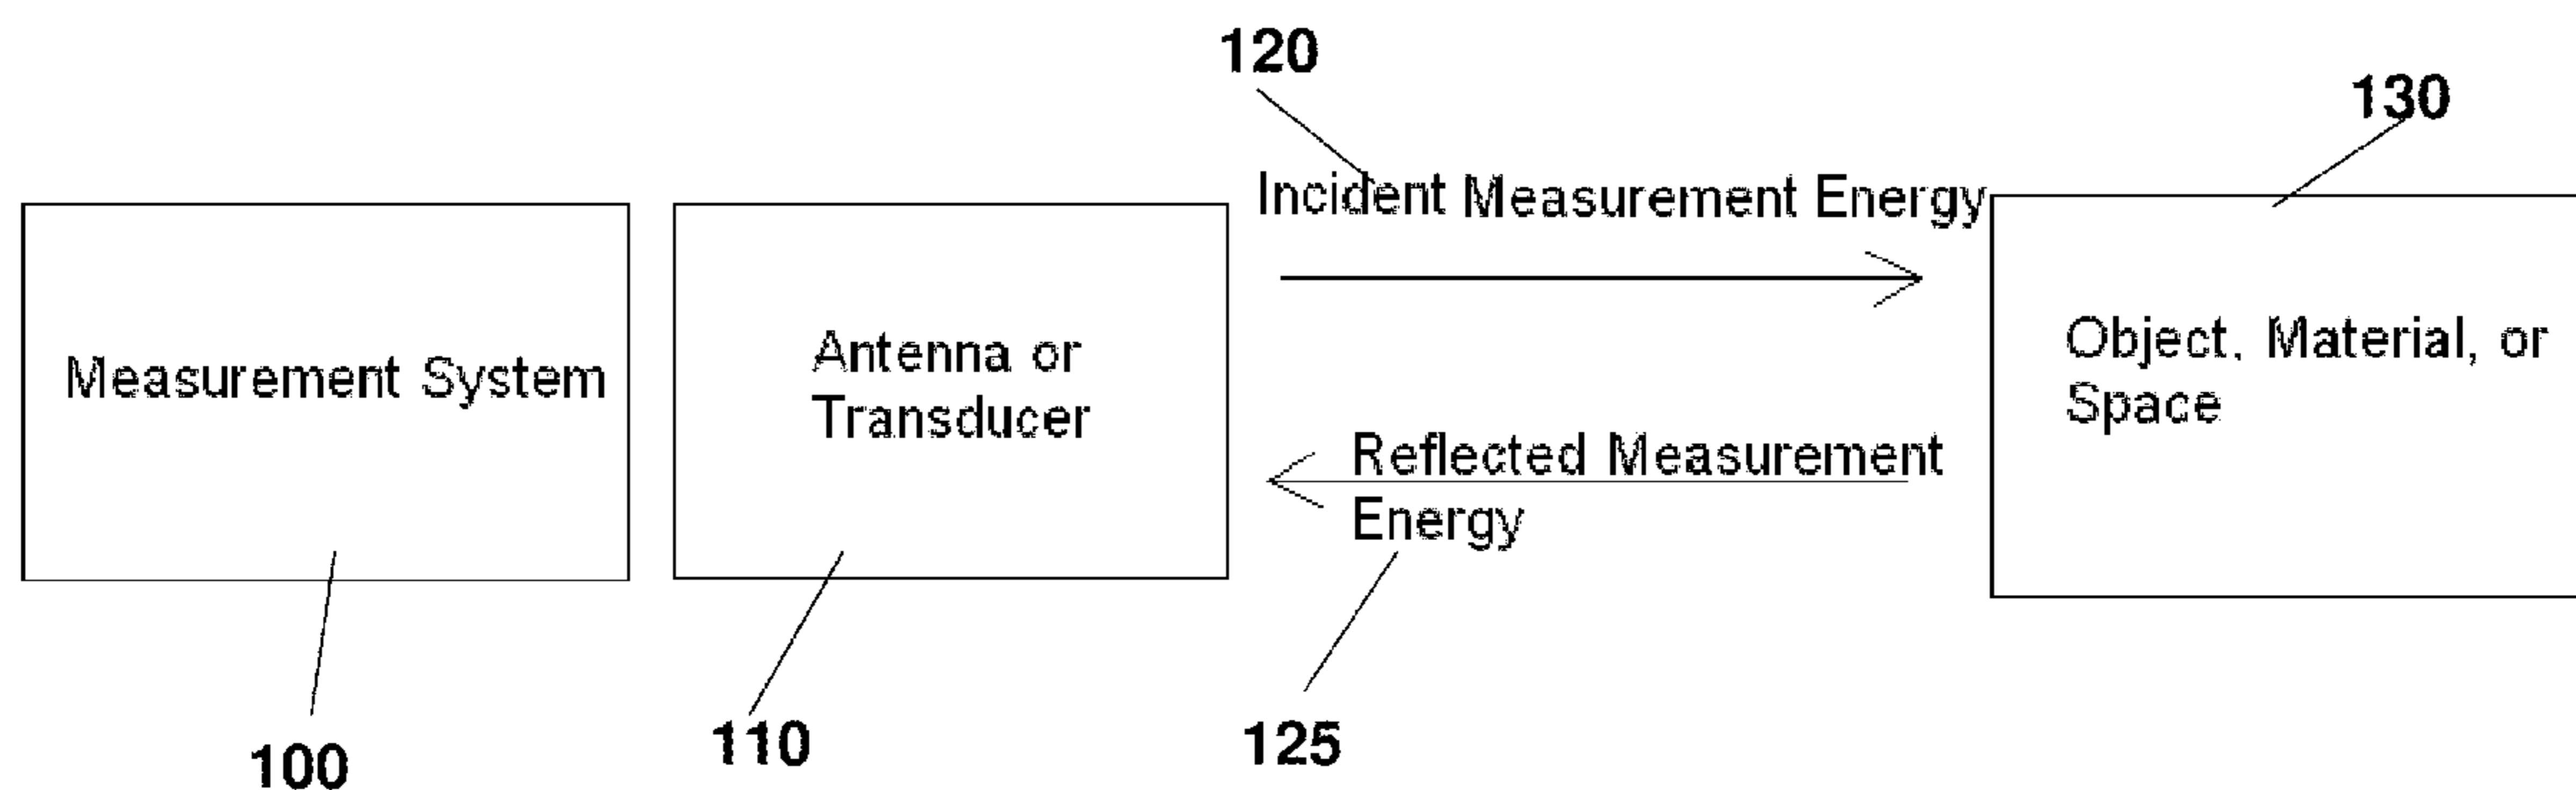 120
130
Incident Measurement Energy
Measurement System
Antenna or
Transducer
Object, Material, or
Space
Reflected Measurement
Energy
100
110
125